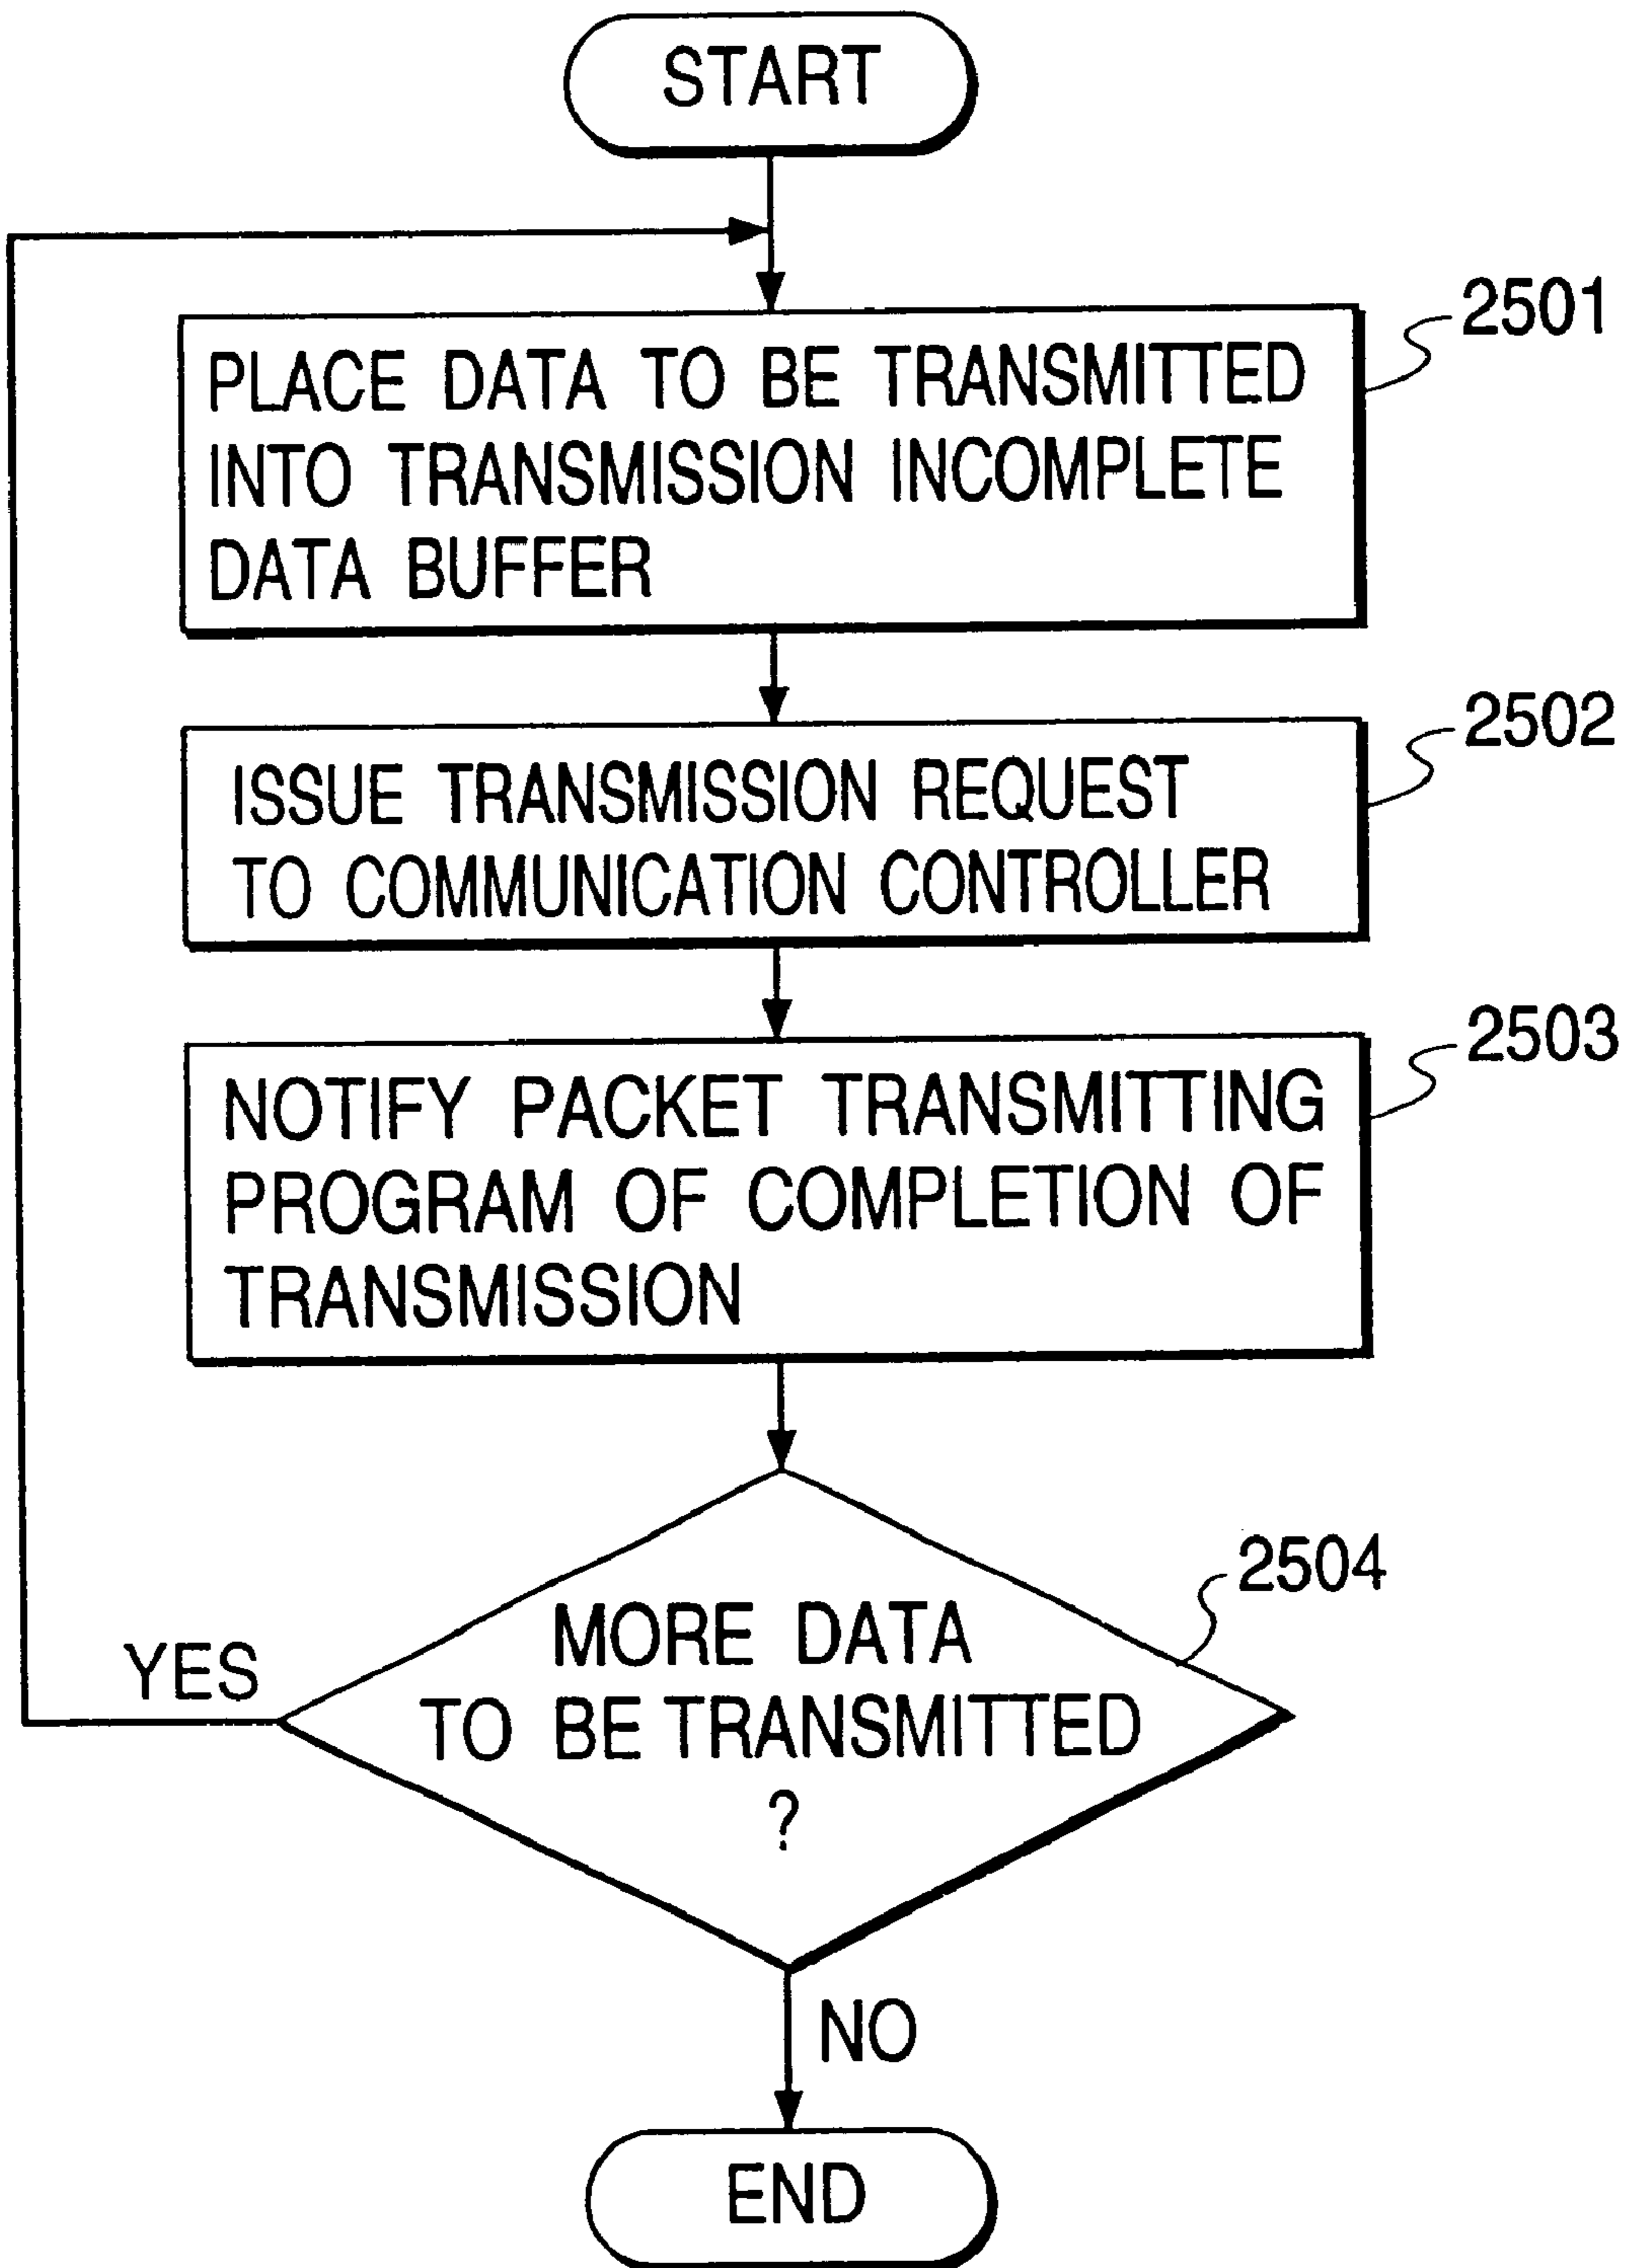 START
2501
PLACE DATA TO BE TRANSMITTED
INTO TRANSMISSION INCOMPLETE
DATA BUFFER
2502
ISSUE TRANSMISSION REQUEST
TO COMMUNICATION CONTROLLER
2503
NOTIFY PACKET TRANSMITTING
PROGRAM OF COMPLETION OF
TRANSMISSION
2504
MORE DATA
TO BE TRANSMITTED
?
YES
NO
END